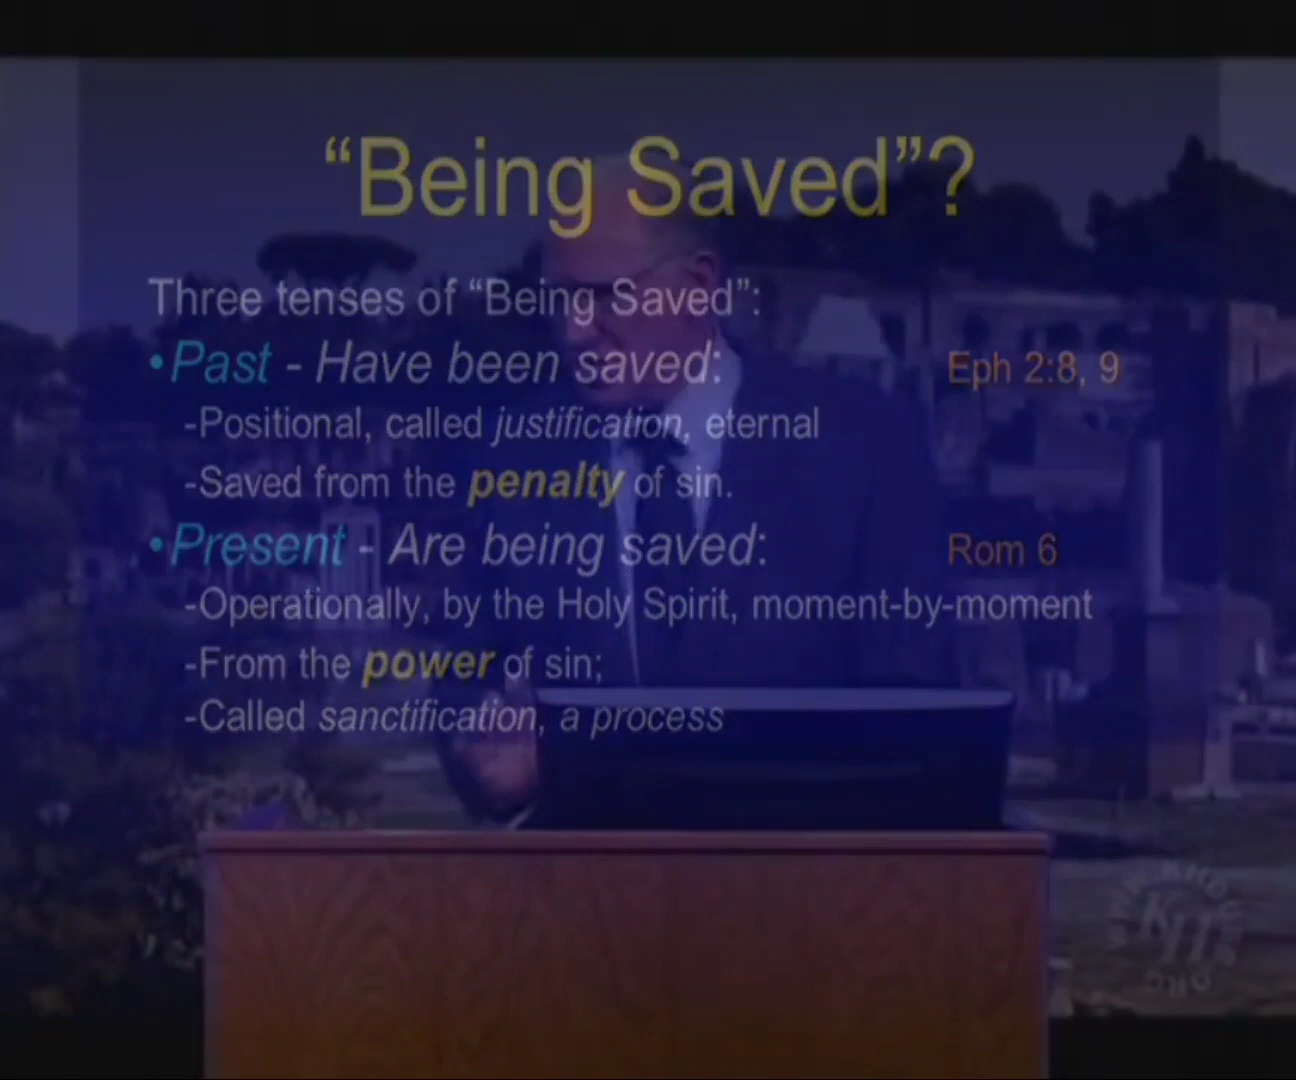 “Being Saved”?
Three tenses of “Being Saved”:
•Past - Have been saved: Eph 2:8, 9
-Positional, called justification, eternal
-Saved from the penalty of sin.
•Present - Are being saved: Rom 6
-Operationally, by the Holy Spirit, moment-by-moment
-From the power of sin;
-Called sanctification, a process